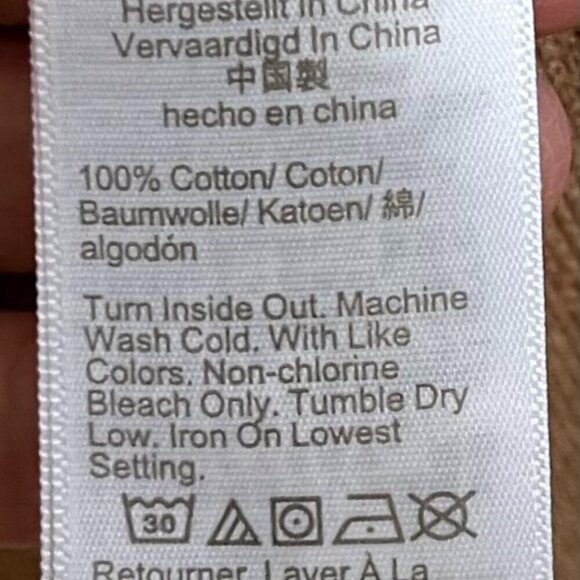 Hergestellt In China
Vervaardigd In China
中国製
hecho en china
100% Cotton/ Coton/
Baumwolle/ Katoen/ 綿/
algodón
Turn Inside Out. Machine
Wash Cold. With Like
Colors. Non-chlorine
Bleach Only. Tumble Dry
Low. Iron On Lowest
Setting.
30
Retourner. Laver À La